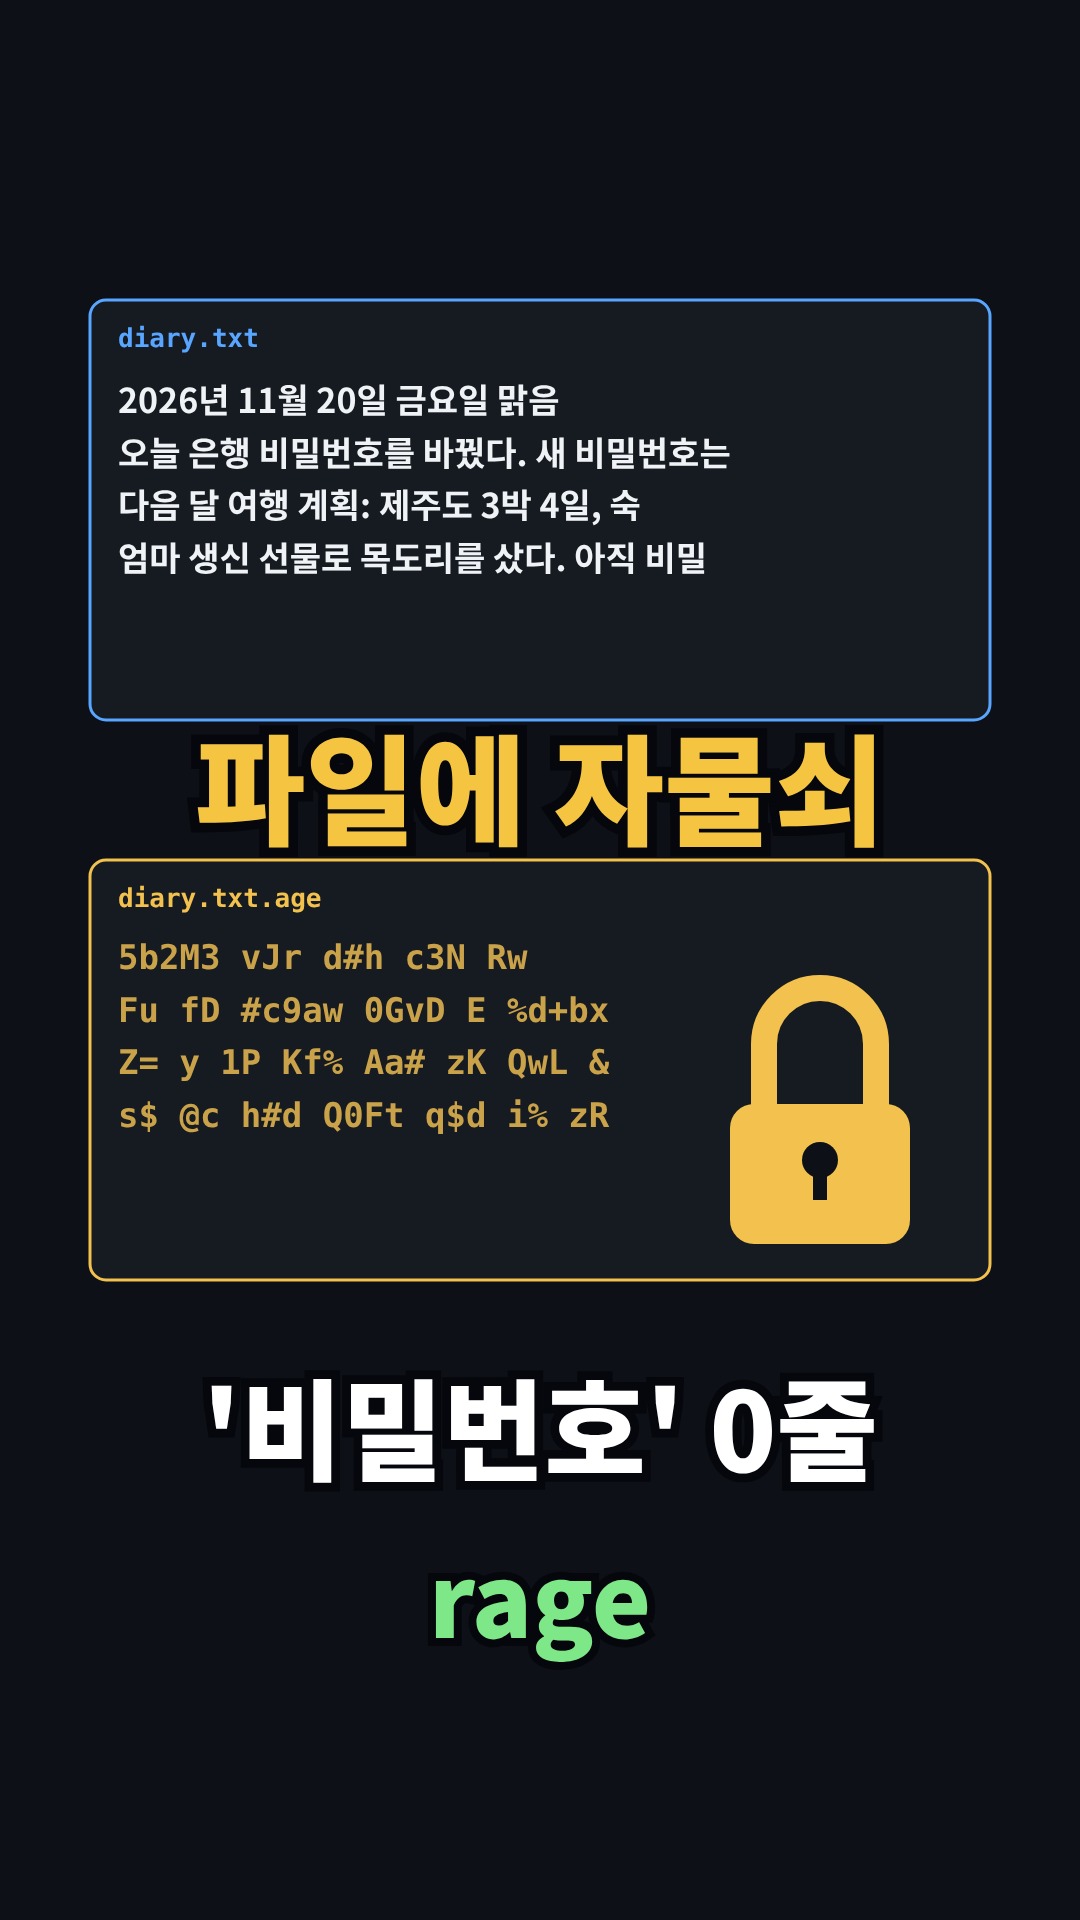 diary.txt
2026년 11월 20일 금요일 맑음
오늘 은행 비밀번호를 바꿨다. 새 비밀번호는
다음 달 여행 계획: 제주도 3박 4일, 숙
엄마 생신 선물로 목도리를 샀다. 아직 비밀
파일에 자물쇠
diary.txt.age
5b2M3 vJr d#h c3N Rw
Fu fD #c9aw 0GvD E %d+bx
Z= y 1P Kf% Aa# zK QwL &
s$ @c h#d Q0Ft q$d i% zR
'비밀번호' 0줄
rage